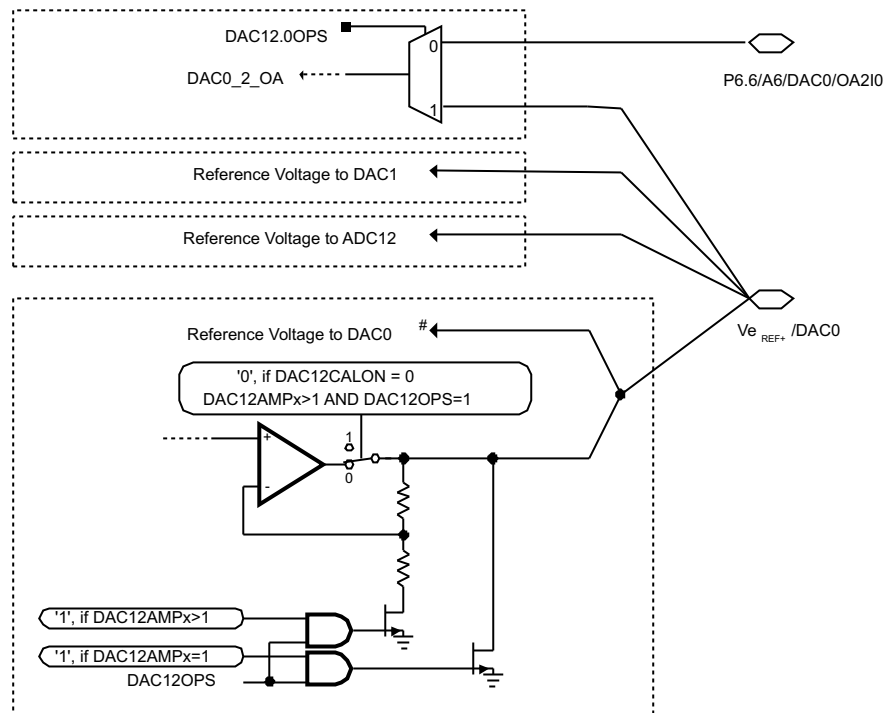 DAC12.0OPS
0
DAC0_2_OA
P6.6/A6/DAC0/OA2I0
1
Reference Voltage to DAC1
Reference Voltage to ADC12
Reference Voltage to DAC0 #
Ve REF+ /DAC0
'0', if DAC12CALON = 0
DAC12AMPx>1 AND DAC12OPS=1
1
+
0
-
'1', if DAC12AMPx>1
'1', if DAC12AMPx=1
DAC12OPS